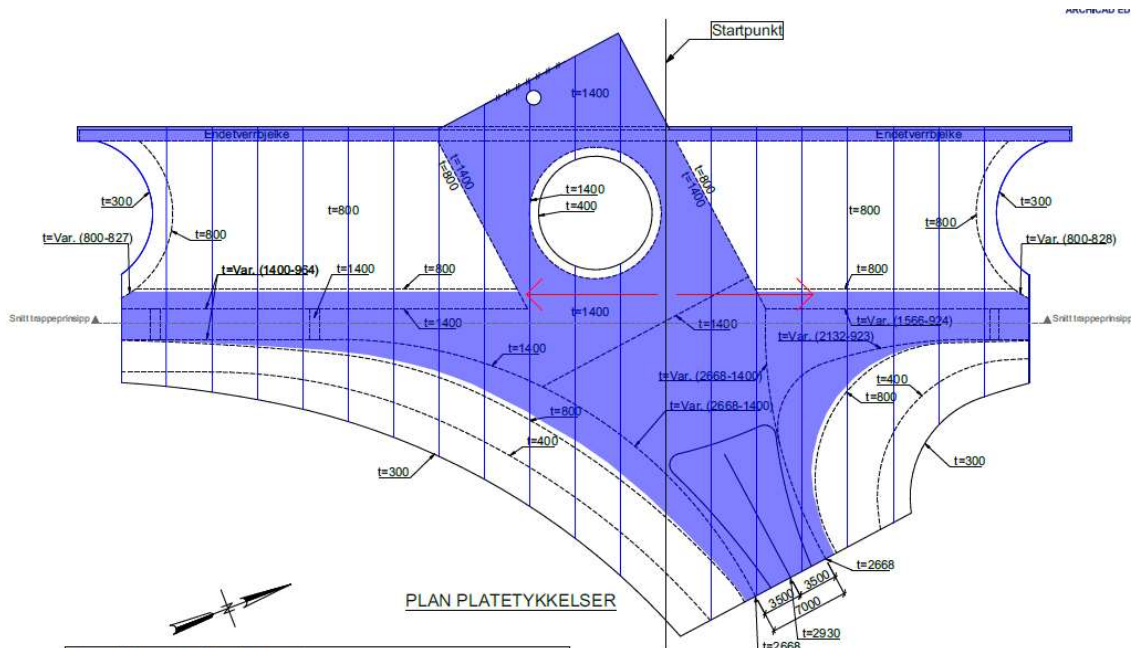 ARCHICAD ED
Startpunkt
t=1400
Endetverrbjelke
Endetverrbjelke
t=1400
t=800
t=800
t=1400
t=1400
t=400
t=300
t=800
t=800
t=300
t=800
t=800
t=Var. (800-827)
t=Var. (800-828)
t=Var. (1400-964)
t=1400
t=800
t=800
Snitt trappeprinsipp
t=1400
t=1400
t=1400
t=Var. (1566-924)
Snitt trappeprinsipp
t=Var. (2132-923)
t=1400
t=Var. (2668-1400)
t=400
t=800
t=Var. (2668-1400)
t=800
t=400
t=300
t=300
t=2668
3500
3500
7000
PLAN PLATETYKKELSER
N
t=2930
t=2668